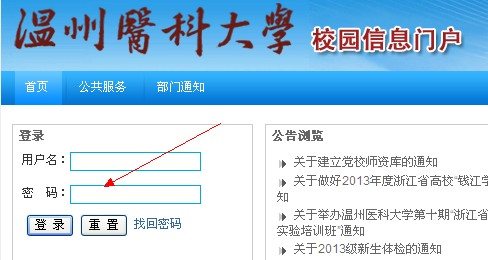 温州醫科大學 校园信息门户
首页 公共服务 部门通知
登录
用户名：
密 码：
登 录 重 置 找回密码
公告浏览
关于建立党校师资库的通知
关于做好2013年度浙江省高校“钱江学
知
关于举办温州医科大学第十期“浙江省
实验培训班”通知
关于2013级新生体检的通知